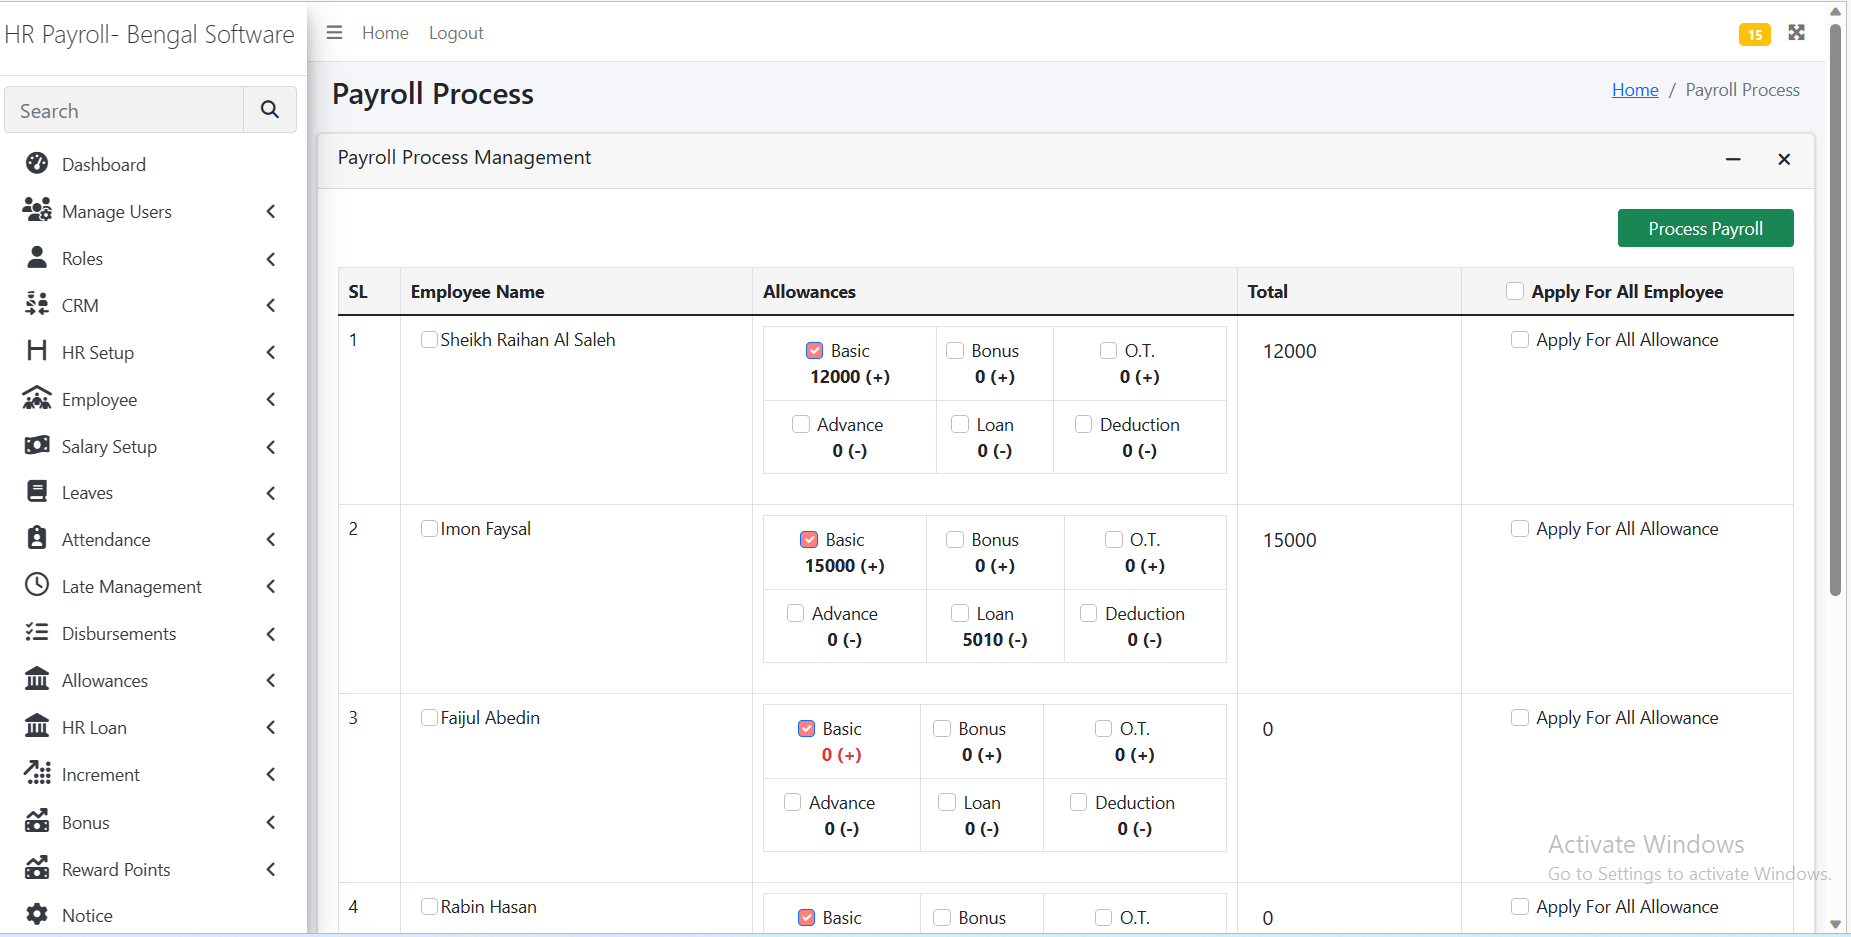 HR Payroll- Bengal Software
Search
Dashboard
Manage Users
Roles
CRM
HR Setup
Employee
Salary Setup
Leaves
Attendance
Late Management
Disbursements
Allowances
HR Loan
Increment
Bonus
Reward Points
Notice
Home Logout
15
Payroll Process
Home / Payroll Process
Payroll Process Management
Process Payroll
SL Employee Name Allowances Total Apply For All Employee
1 Sheikh Raihan Al Saleh Basic Bonus O.T. 12000 Apply For All Allowance
12000 (+) 0 (+) 0 (+)
Advance Loan Deduction
0 (-) 0 (-) 0 (-)
2 Imon Faysal Basic Bonus O.T. 15000 Apply For All Allowance
15000 (+) 0 (+) 0 (+)
Advance Loan Deduction
0 (-) 5010 (-) 0 (-)
3 Faijul Abedin Basic Bonus O.T. 0 Apply For All Allowance
0 (+) 0 (+) 0 (+)
Advance Loan Deduction
0 (-) 0 (-) 0 (-)
4 Rabin Hasan Basic Bonus O.T. 0 Apply For All Allowance
Activate Windows
Go to Settings to activate Windows.